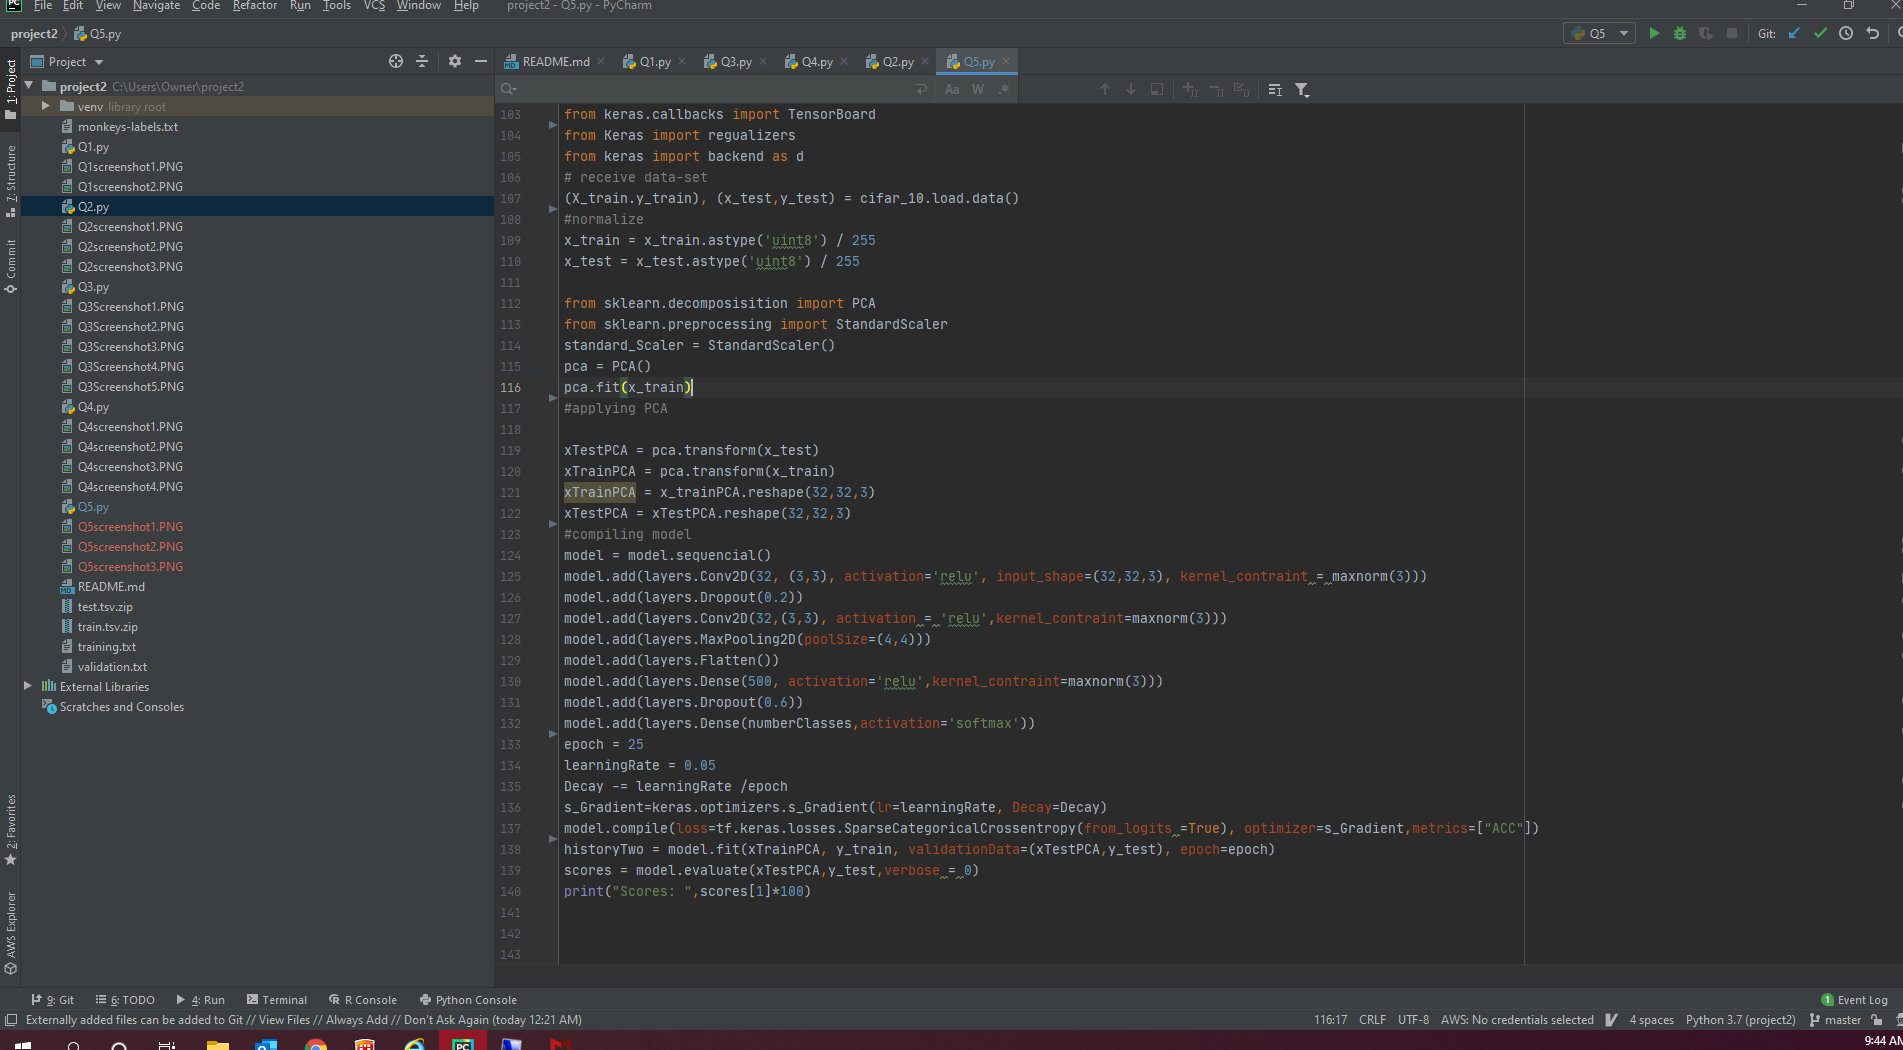 File Edit View Navigate Code Refactor Run Tools VCS Window Help project2 - Q5.py - PyCharm
project2 Q5.py Q5 Git:
Project
README.md Q1.py Q3.py Q4.py Q2.py Q5.py
Aa W .*
1: Project
7: Structure
Commit
2: Favorites
AWS Explorer
project2 C:\Users\Owner\project2
venv library root
monkeys-labels.txt
Q1.py
Q1screenshot1.PNG
Q1screenshot2.PNG
Q2.py
Q2screenshot1.PNG
Q2screenshot2.PNG
Q2screenshot3.PNG
Q3.py
Q3Screenshot1.PNG
Q3Screenshot2.PNG
Q3Screenshot3.PNG
Q3Screenshot4.PNG
Q3Screenshot5.PNG
Q4.py
Q4screenshot1.PNG
Q4screenshot2.PNG
Q4screenshot3.PNG
Q4screenshot4.PNG
Q5.py
Q5screenshot1.PNG
Q5screenshot2.PNG
Q5screenshot3.PNG
README.md
test.tsv.zip
train.tsv.zip
training.txt
validation.txt
External Libraries
Scratches and Consoles
103 from keras.callbacks import TensorBoard
104 from Keras import regualizers
105 from keras import backend as d
106 # receive data-set
107 (X_train.y_train), (x_test,y_test) = cifar_10.load.data()
108 #normalize
109 x_train = x_train.astype('uint8') / 255
110 x_test = x_test.astype('uint8') / 255
111
112 from sklearn.decomposisition import PCA
113 from sklearn.preprocessing import StandardScaler
114 standard_Scaler = StandardScaler()
115 pca = PCA()
116 pca.fit(x_train)
117 #applying PCA
118
119 xTestPCA = pca.transform(x_test)
120 xTrainPCA = pca.transform(x_train)
121 xTrainPCA = x_trainPCA.reshape(32,32,3)
122 xTestPCA = xTestPCA.reshape(32,32,3)
123 #compiling model
124 model = model.sequencial()
125 model.add(layers.Conv2D(32, (3,3), activation='relu', input_shape=(32,32,3), kernel_contraint = maxnorm(3)))
126 model.add(layers.Dropout(0.2))
127 model.add(layers.Conv2D(32,(3,3), activation = 'relu',kernel_contraint=maxnorm(3)))
128 model.add(layers.MaxPooling2D(poolSize=(4,4)))
129 model.add(layers.Flatten())
130 model.add(layers.Dense(500, activation='relu',kernel_contraint=maxnorm(3)))
131 model.add(layers.Dropout(0.6))
132 model.add(layers.Dense(numberClasses,activation='softmax'))
133 epoch = 25
134 learningRate = 0.05
135 Decay -= learningRate /epoch
136 s_Gradient=keras.optimizers.s_Gradient(lr=learningRate, Decay=Decay)
137 model.compile(loss=tf.keras.losses.SparseCategoricalCrossentropy(from_logits =True), optimizer=s_Gradient,metrics=["ACC"])
138 historyTwo = model.fit(xTrainPCA, y_train, validationData=(xTestPCA,y_test), epoch=epoch)
139 scores = model.evaluate(xTestPCA,y_test,verbose = 0)
140 print("Scores: ",scores[1]*100)
141
142
143
9: Git 6: TODO 4: Run Terminal R Console Python Console 1 Event Log
Externally added files can be added to Git // View Files // Always Add // Don't Ask Again (today 12:21 AM) 116:17 CRLF UTF-8 AWS: No credentials selected 4 spaces Python 3.7 (project2) master
PC 9:44 AM